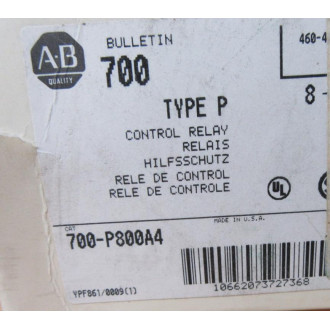 A-B
QUALITY
BULLETIN
700
TYPE P
CONTROL RELAY
RELAIS
HILFSSCHUTZ
RELE DE CONTROL
RELE DE CONTROLE
460-4
8-
UL
CAT
700-P800A4
MADE IN U.S.A.
YPF861/0009(1)
10662073727368